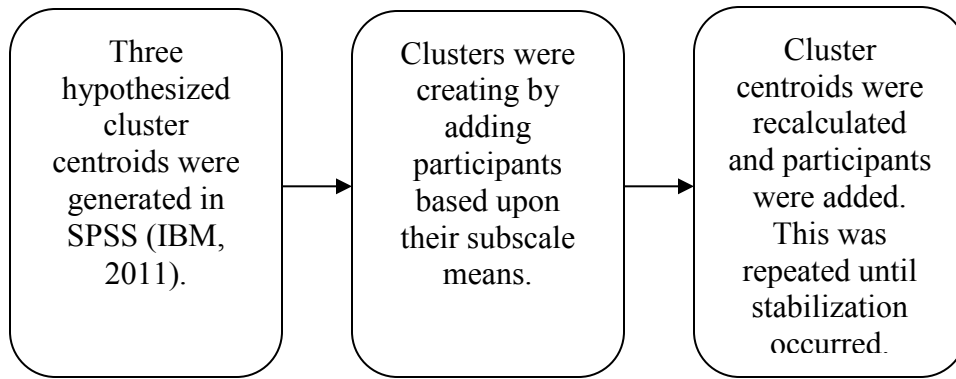 Three
hypothesized
cluster
centroids were
generated in
SPSS (IBM,
2011).
Clusters were
creating by
adding
participants
based upon
their subscale
means.
Cluster
centroids were
recalculated
and participants
were added.
This was
repeated until
stabilization
occurred.